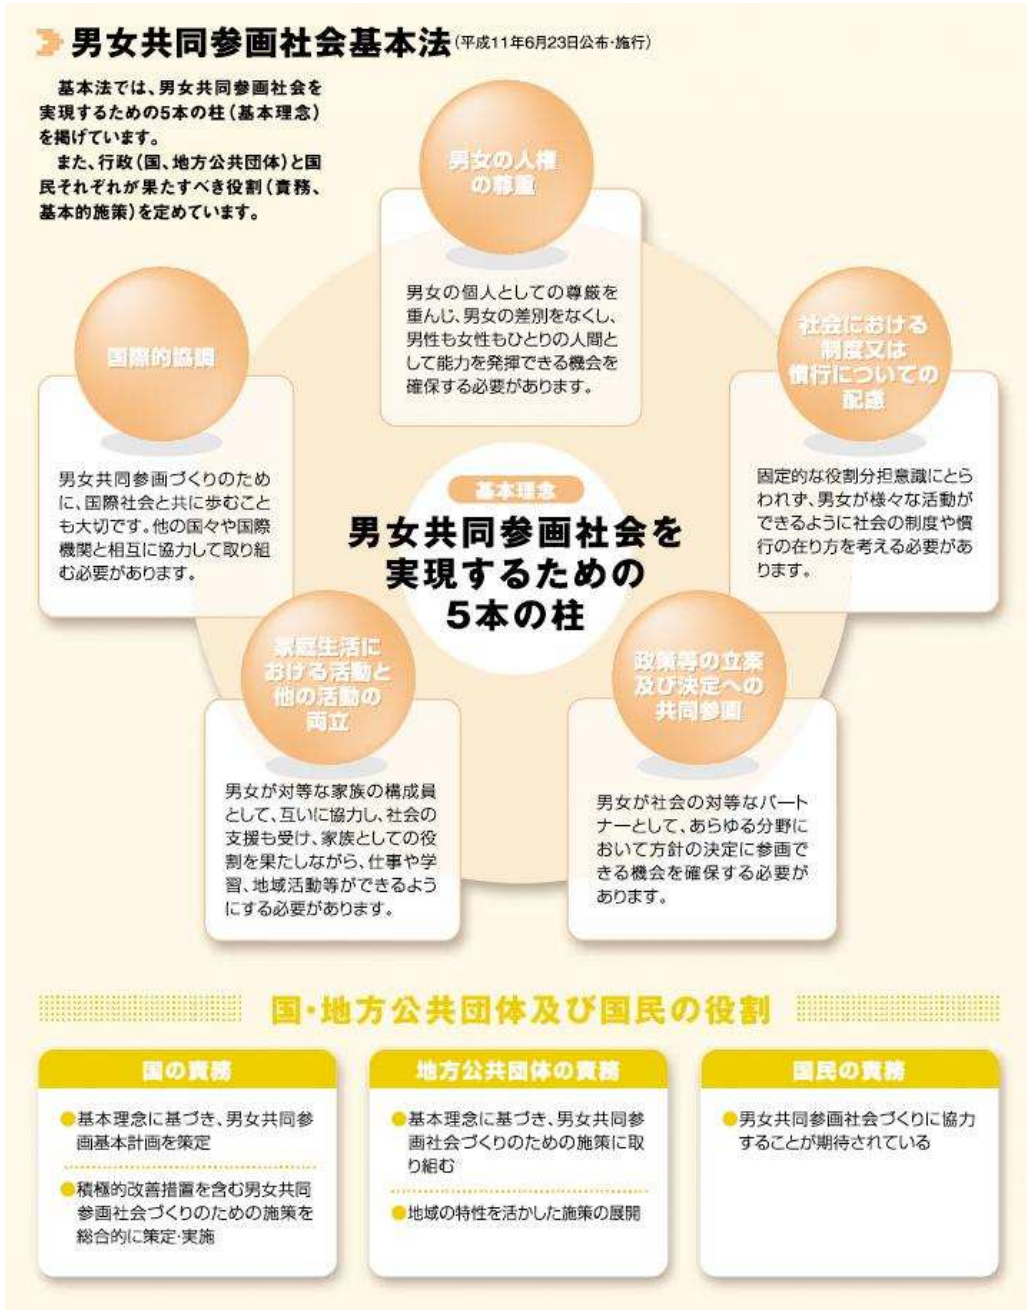 男女共同参画社会基本法(平成11年6月23日公布・施行)
基本法では、男女共同参画社会を
実現するための5本の柱(基本理念)
を掲げています。
また、行政(国、地方公共団体)と国
民それぞれが果たすべき役割(責務、
基本的施策)を定めています。
男女の人権
の尊重
男女の個人としての尊厳を
重んじ、男女の差別をなくし、
男性も女性もひとりの人間と
して能力を発揮できる機会を
確保する必要があります。
社会における
制度又は
慣行についての
配慮
固定的な役割分担意識にとら
われず、男女が様々な活動が
できるように社会の制度や慣
行の在り方を考える必要があ
ります。
政策等の立案
及び決定への
共同参画
男女が社会の対等なパート
ナーとして、あらゆる分野に
おいて方針の決定に参画で
きる機会を確保する必要が
あります。
家庭生活に
おける活動と
他の活動の
両立
男女が対等な家族の構成員
として、互いに協力し、社会の
支援も受け、家族としての役
割を果たしながら、仕事や学
習、地域活動等ができるよう
にする必要があります。
国際的協調
男女共同参画づくりのため
に、国際社会と共に歩むこと
も大切です。他の国々や国際
機関と相互に協力して取り組
む必要があります。
基本理念
男女共同参画社会を
実現するための
5本の柱
国・地方公共団体及び国民の役割
国の責務
●基本理念に基づき、男女共同参
画基本計画を策定
●積極的改善措置を含む男女共同
参画社会づくりのための施策を
総合的に策定・実施
地方公共団体の責務
●基本理念に基づき、男女共同参
画社会づくりのための施策に取
り組む
●地域の特性を活かした施策の展開
国民の責務
●男女共同参画社会づくりに協力
することが期待されている